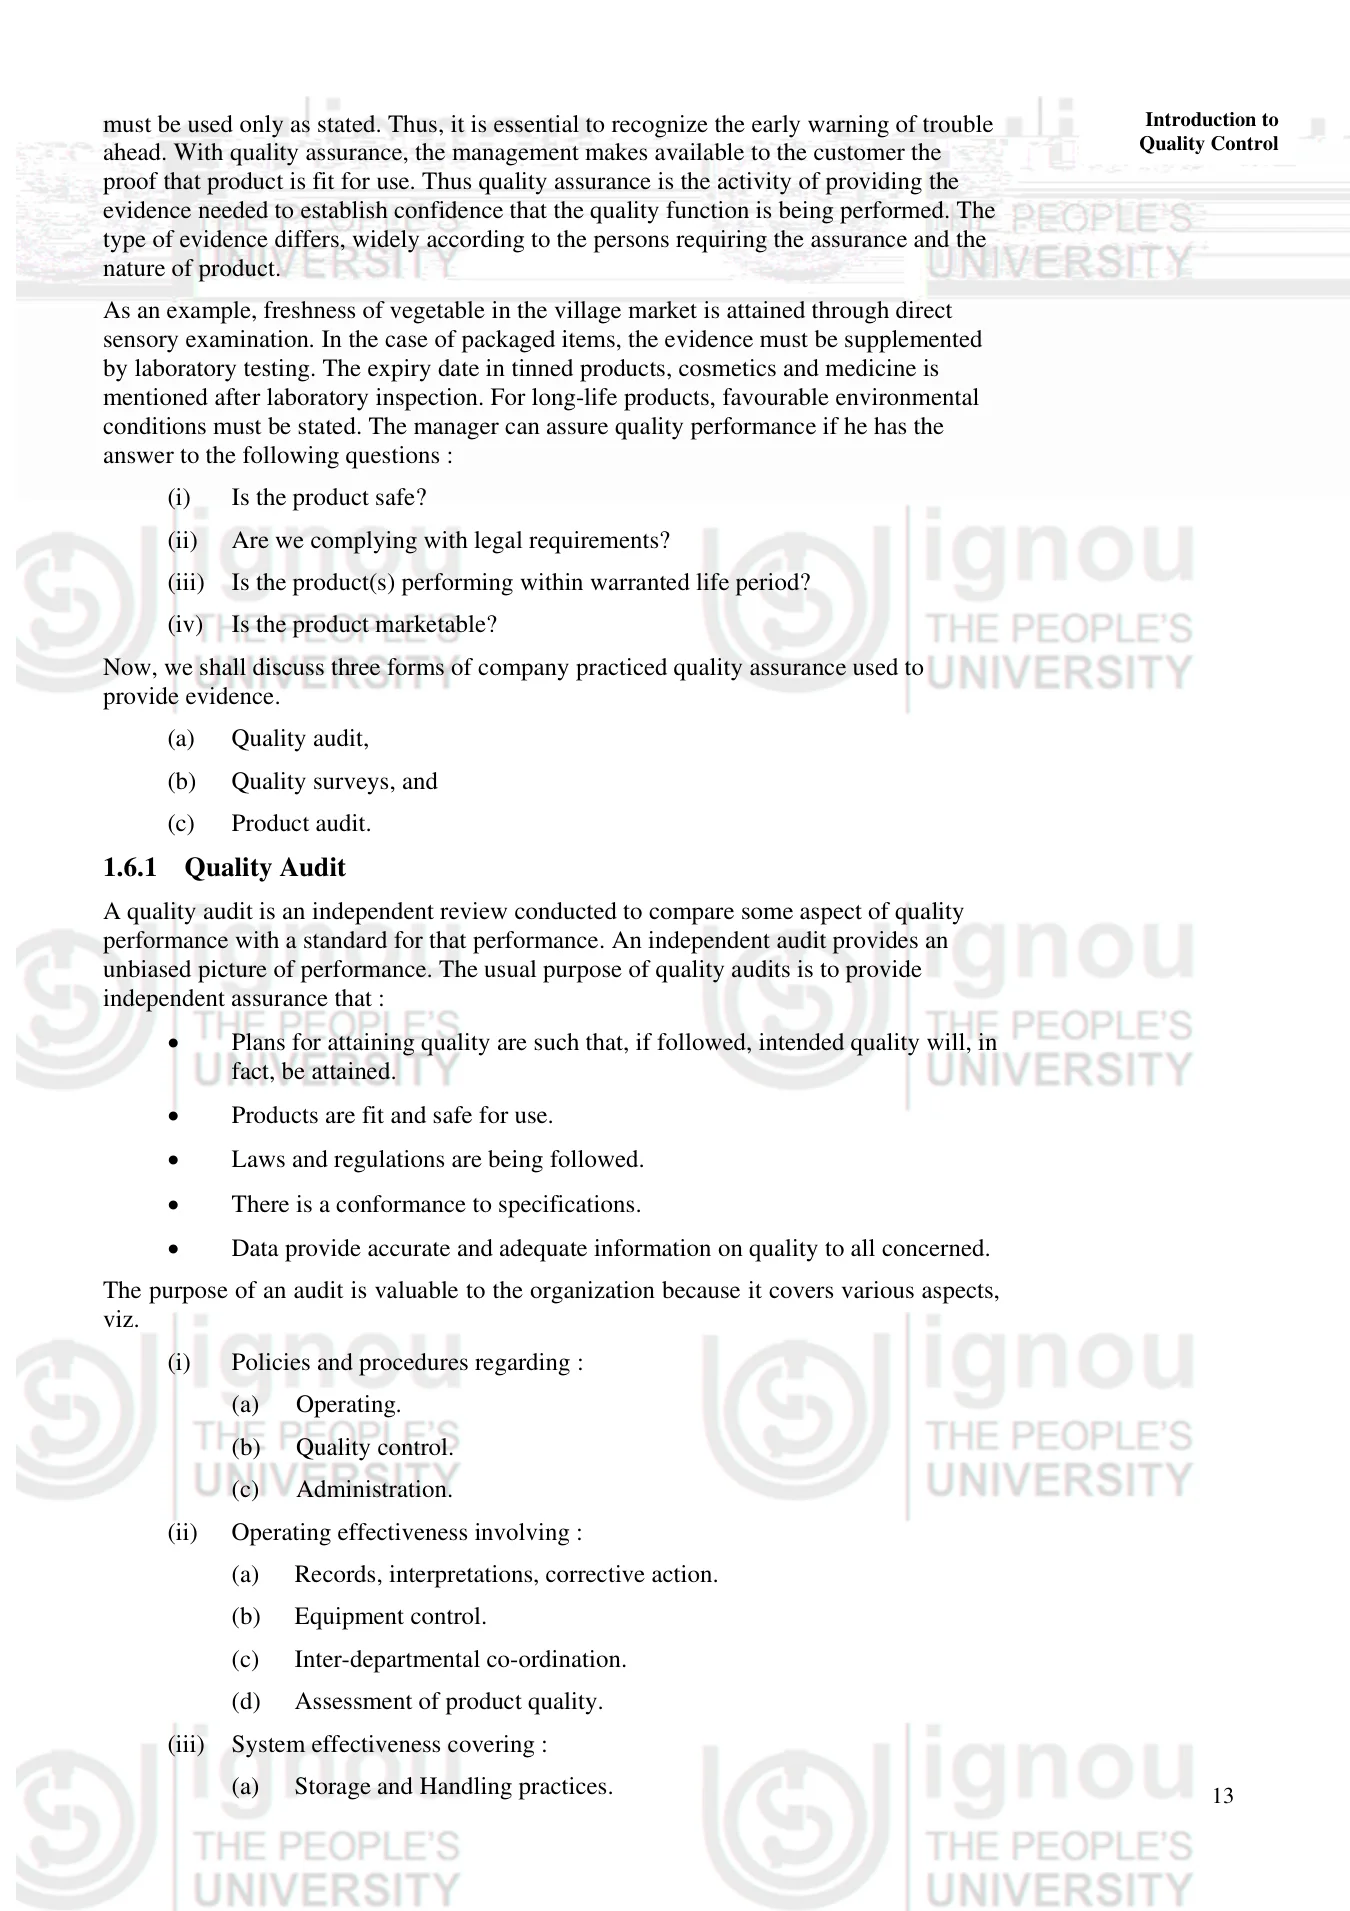 Introduction to
Quality Control
must be used only as stated. Thus, it is essential to recognize the early warning of trouble
ahead. With quality assurance, the management makes available to the customer the
proof that product is fit for use. Thus quality assurance is the activity of providing the
evidence needed to establish confidence that the quality function is being performed. The
type of evidence differs, widely according to the persons requiring the assurance and the
nature of product.
As an example, freshness of vegetable in the village market is attained through direct
sensory examination. In the case of packaged items, the evidence must be supplemented
by laboratory testing. The expiry date in tinned products, cosmetics and medicine is
mentioned after laboratory inspection. For long-life products, favourable environmental
conditions must be stated. The manager can assure quality performance if he has the
answer to the following questions :
(i) Is the product safe?
(ii) Are we complying with legal requirements?
(iii) Is the product(s) performing within warranted life period?
(iv) Is the product marketable?
Now, we shall discuss three forms of company practiced quality assurance used to
provide evidence.
(a) Quality audit,
(b) Quality surveys, and
(c) Product audit.
1.6.1 Quality Audit
A quality audit is an independent review conducted to compare some aspect of quality
performance with a standard for that performance. An independent audit provides an
unbiased picture of performance. The usual purpose of quality audits is to provide
independent assurance that :
• Plans for attaining quality are such that, if followed, intended quality will, in
fact, be attained.
• Products are fit and safe for use.
• Laws and regulations are being followed.
• There is a conformance to specifications.
• Data provide accurate and adequate information on quality to all concerned.
The purpose of an audit is valuable to the organization because it covers various aspects,
viz.
(i) Policies and procedures regarding :
(a) Operating.
(b) Quality control.
(c) Administration.
(ii) Operating effectiveness involving :
(a) Records, interpretations, corrective action.
(b) Equipment control.
(c) Inter-departmental co-ordination.
(d) Assessment of product quality.
(iii) System effectiveness covering :
(a) Storage and Handling practices.
13
ignou
THE PEOPLE'S
UNIVERSITY